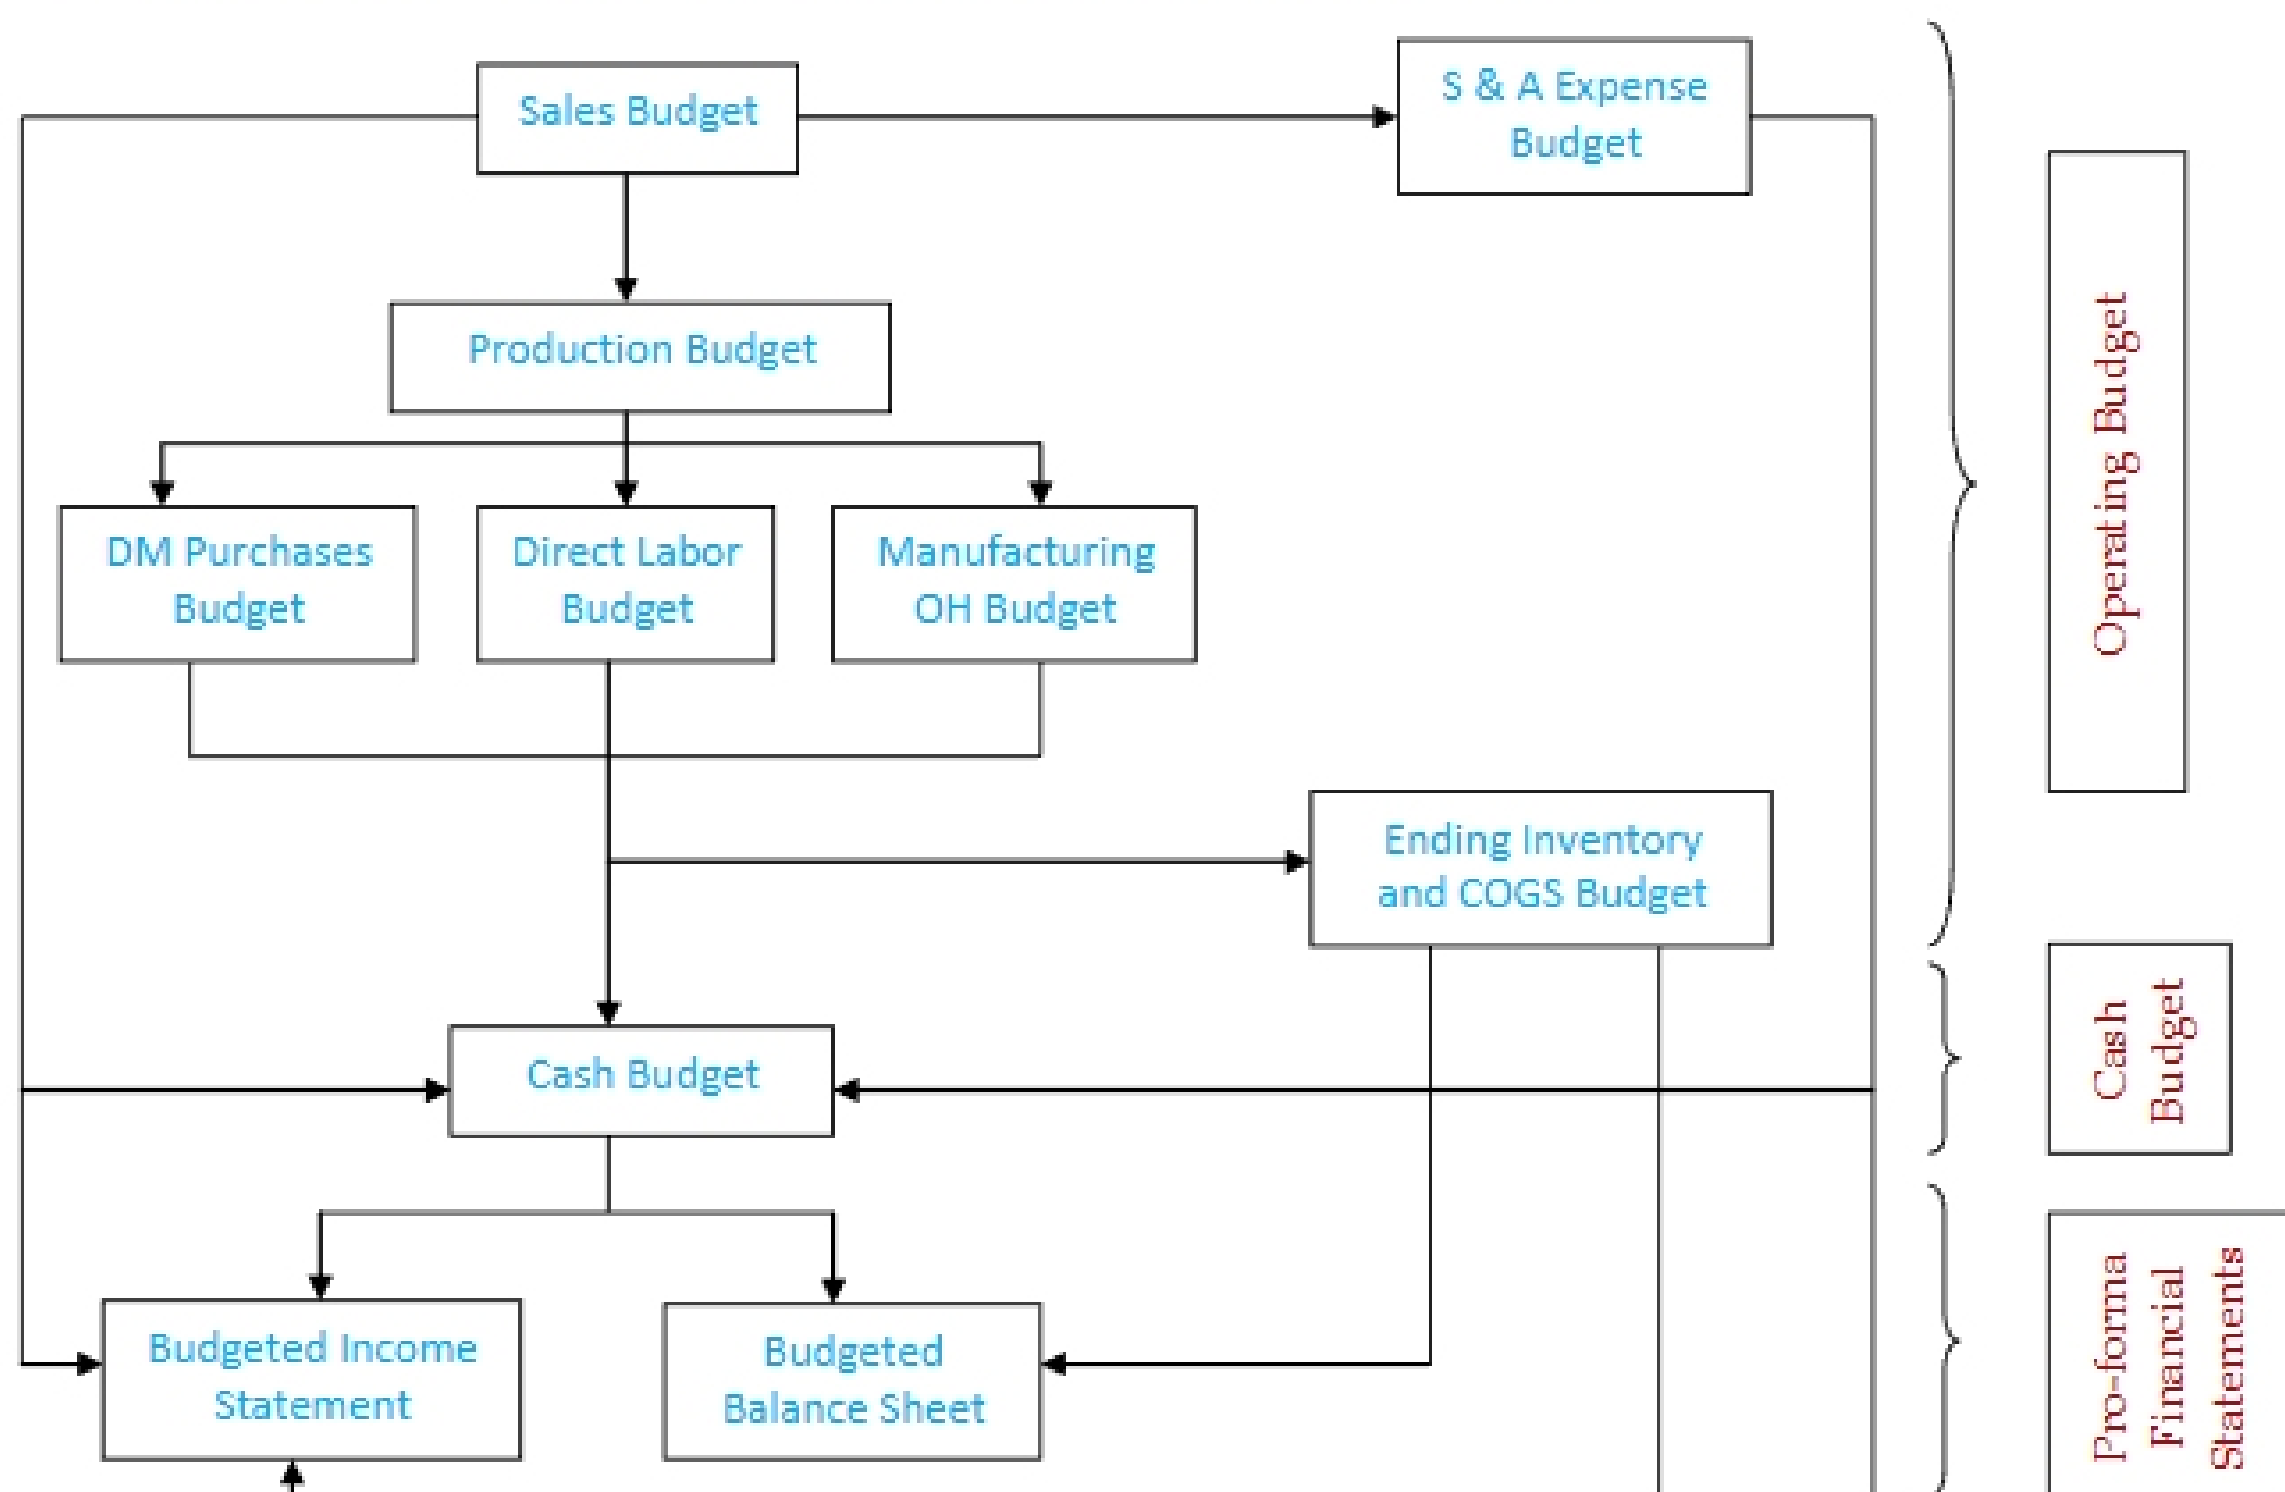 Sales Budget
S & A Expense
Budget
Production Budget
DM Purchases
Budget
Direct Labor
Budget
Manufacturing
OH Budget
Ending Inventory
and COGS Budget
Cash Budget
Budgeted Income
Statement
Budgeted
Balance Sheet
Operating Budget
Cash
Budget
Pro-forma
Financial
Statements